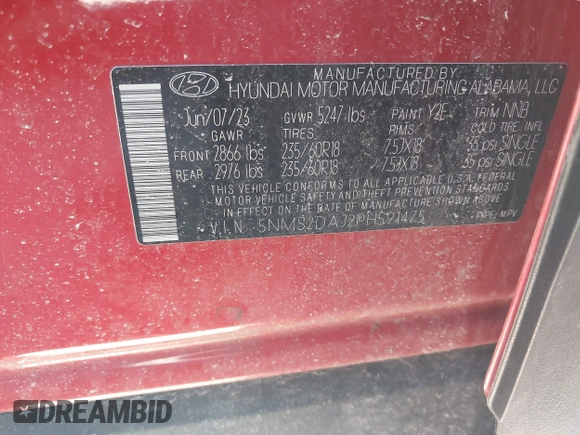 MANUFACTURED BY
HYUNDAI MOTOR MANUFACTURING ALABAMA, LLC
Jun/07/23 GVWR 5247 lbs PAINT Y2E TRIM NNB
GAWR TIRES RIMS COLD TIRE INFL
FRONT 2866 lbs 235/60R18 7.5JX18 35 psi SINGLE
REAR 2976 lbs 235/60R18 7.5JX18 35 psi SINGLE
THIS VEHICLE CONFORMS TO ALL APPLICABLE U.S.A. FEDERAL
MOTOR VEHICLE SAFETY AND THEFT PREVENTION STANDARDS
IN EFFECT ON THE DATE OF MANUFACTURE SHOWN ABOVE.
V.I.N 5NMS2DAJ2PH591475 TYPE: MPV
DREAMBID